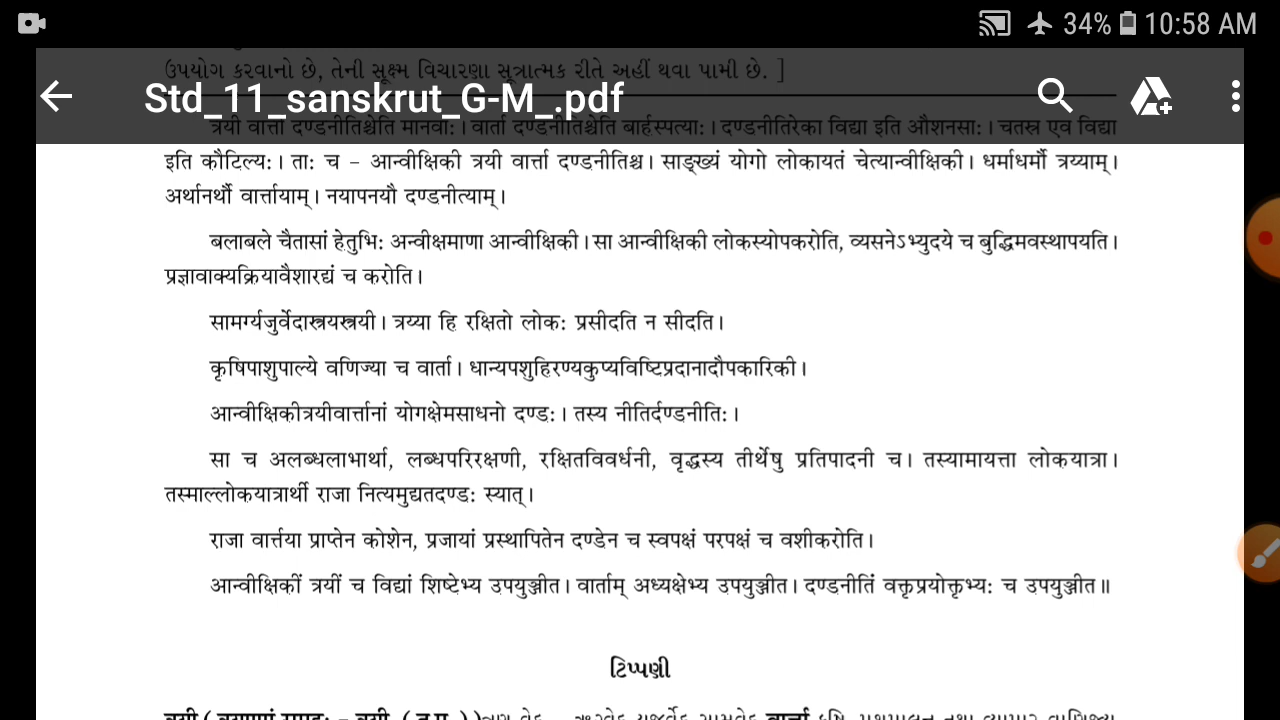 34% 10:58 AM
ઉપયોગ કરવાનો છે, તેની સૂક્ષ્મ વિચારણા સૂત્રાત્મક રીતે અહીં થવા પામી છે. ]
Std_11_sanskrut_G-M_.pdf
त्रयी वार्त्ता दण्डनीतिश्चेति मानवाः। वार्ता दण्डनीतिश्चेति बार्हस्पत्याः। दण्डनीतिरेका विद्या इति औशनसाः। चतस्र एव विद्या
इति कौटिल्यः। ताः च – आन्वीक्षिकी त्रयी वार्त्ता दण्डनीतिश्च। साङ्ख्यं योगो लोकायतं चेत्यान्वीक्षिकी। धर्माधर्मौ त्रय्याम्।
अर्थानर्थौ वार्त्तायाम्। नयापनयौ दण्डनीत्याम्।
बलाबले चैतासां हेतुभिः अन्वीक्षमाणा आन्वीक्षिकी। सा आन्वीक्षिकी लोकस्योपकरोति, व्यसनेऽभ्युदये च बुद्धिमवस्थापयति।
प्रज्ञावाक्यक्रियावैशारद्यं च करोति।
सामर्ग्यजुर्वेदास्त्रयस्त्रयी। त्रय्या हि रक्षितो लोकः प्रसीदति न सीदति।
कृषिपाशुपाल्ये वणिज्या च वार्ता। धान्यपशुहिरण्यकुप्यविष्टिप्रदानादौपकारिकी।
आन्वीक्षिकीत्रयीवार्त्तानां योगक्षेमसाधनो दण्डः। तस्य नीतिर्दण्डनीतिः।
सा च अलब्धलाभार्था, लब्धपरिरक्षणी, रक्षितविवर्धनी, वृद्धस्य तीर्थेषु प्रतिपादनी च। तस्यामायत्ता लोकयात्रा।
तस्माल्लोकयात्रार्थी राजा नित्यमुद्यतदण्डः स्यात्।
राजा वार्त्तया प्राप्तेन कोशेन, प्रजायां प्रस्थापितेन दण्डेन च स्वपक्षं परपक्षं च वशीकरोति।
आन्वीक्षिकीं त्रयीं च विद्यां शिष्टेभ्य उपयुञ्जीत। वार्ताम् अध्यक्षेभ्य उपयुञ्जीत। दण्डनीतिं वक्तृप्रयोक्तृभ्यः च उपयुञ्जीत॥
ટિપ્પણી